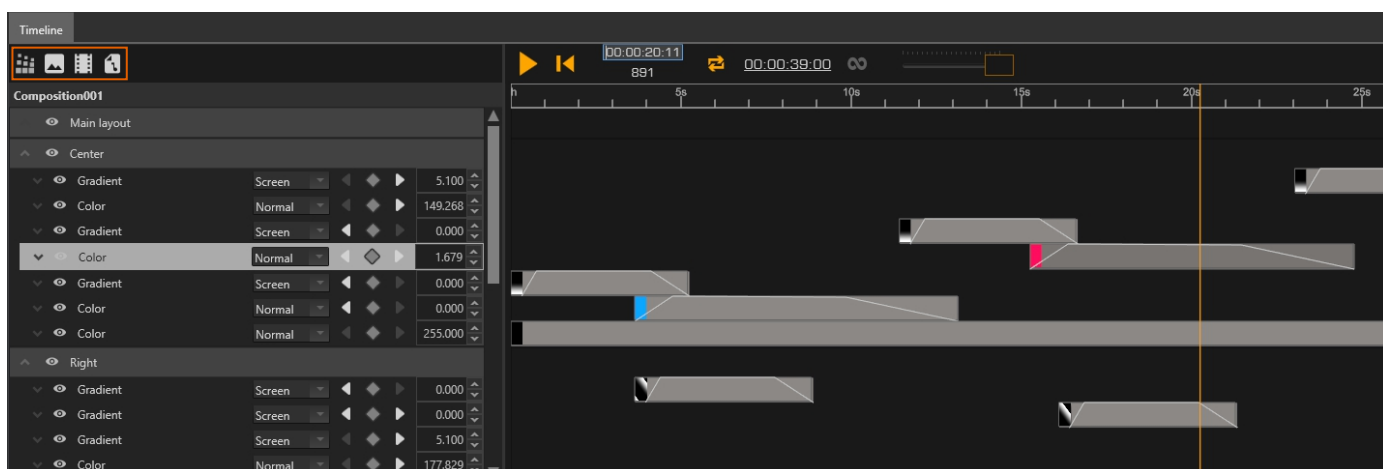 Timeline
00:00:20:11
891
00:00:39:00
Composition001
h 5s 10s 15s 20s 25s
Main layout
Center
Gradient Screen 5.100
Color Normal 149.268
Gradient Screen 0.000
Color Normal 1.679
Gradient Screen 0.000
Color Normal 0.000
Color Normal 255.000
Right
Gradient Screen 0.000
Gradient Screen 0.000
Gradient Screen 5.100
Color Normal 177.829